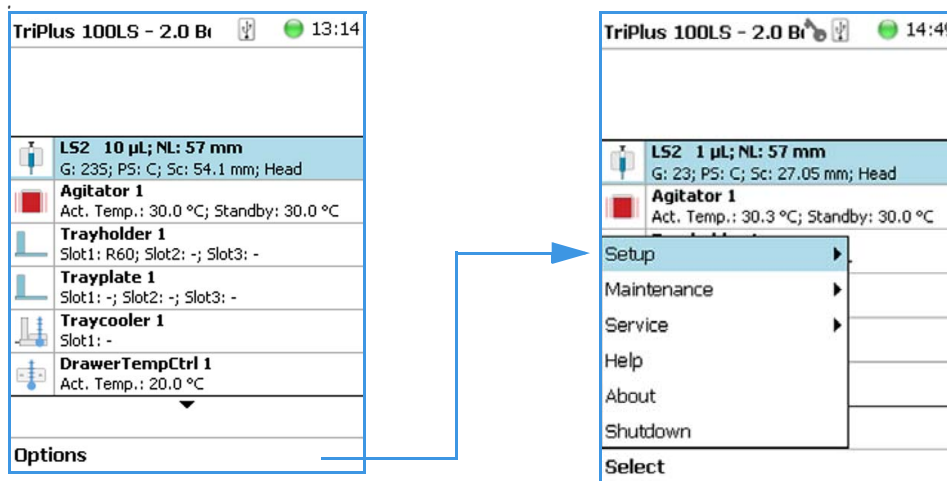 TriPlus 100LS - 2.0 B 13:14
LS2 10 µL; NL: 57 mm
G: 23S; PS: C; Sc: 54.1 mm; Head
Agitator 1
Act. Temp.: 30.0 °C; Standby: 30.0 °C
Trayholder 1
Slot1: R60; Slot2: -; Slot3: -
Trayplate 1
Slot1: -; Slot2: -; Slot3: -
Traycooler 1
Slot1: -
DrawerTempCtrl 1
Act. Temp.: 20.0 °C
Options
TriPlus 100LS - 2.0 B 14:49
LS2 1 µL; NL: 57 mm
G: 23; PS: C; Sc: 27.05 mm; Head
Agitator 1
Act. Temp.: 30.3 °C; Standby: 30.0 °C
Setup
Maintenance
Service
Help
About
Shutdown
Select